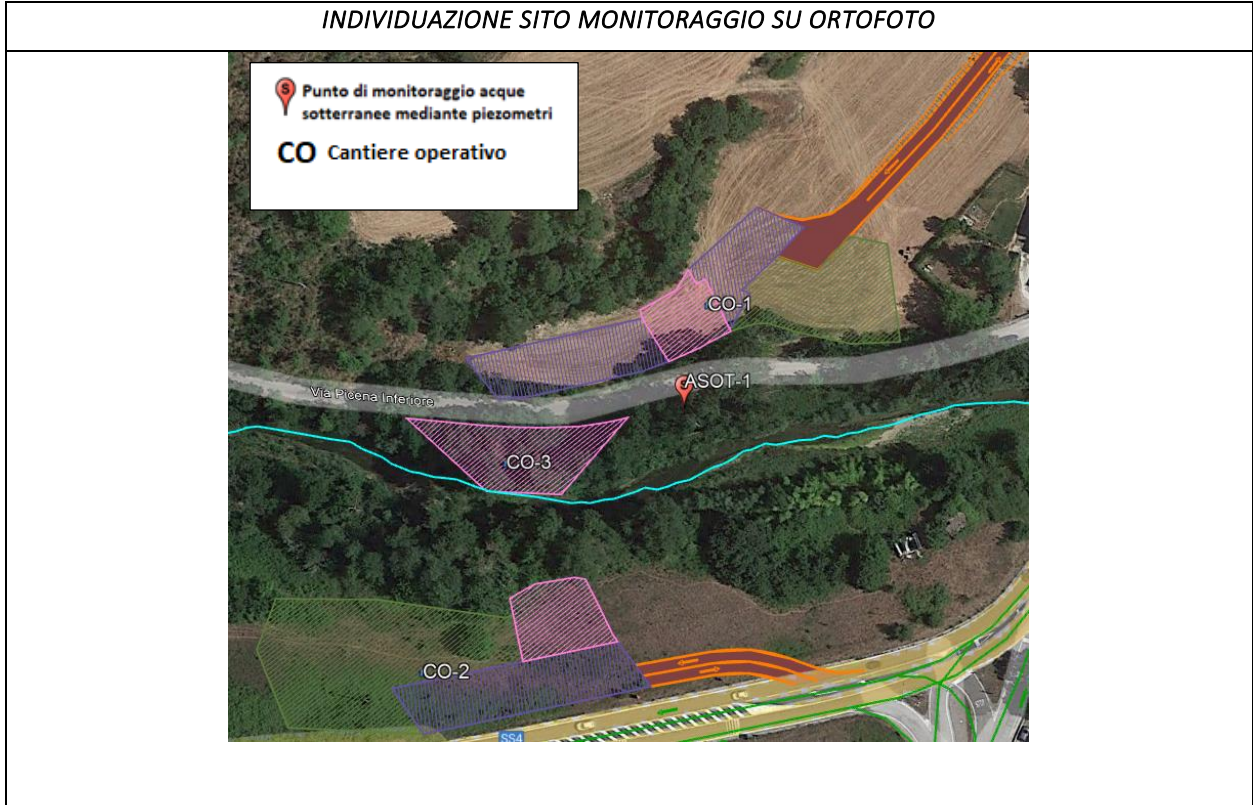 INDIVIDUAZIONE SITO MONITORAGGIO SU ORTOFOTO
S
Punto di monitoraggio acque
sotterranee mediante piezometri
CO Cantiere operativo
CO-1
ASOT-1
Via Picena Inferiore
CO-3
CO-2
SS4